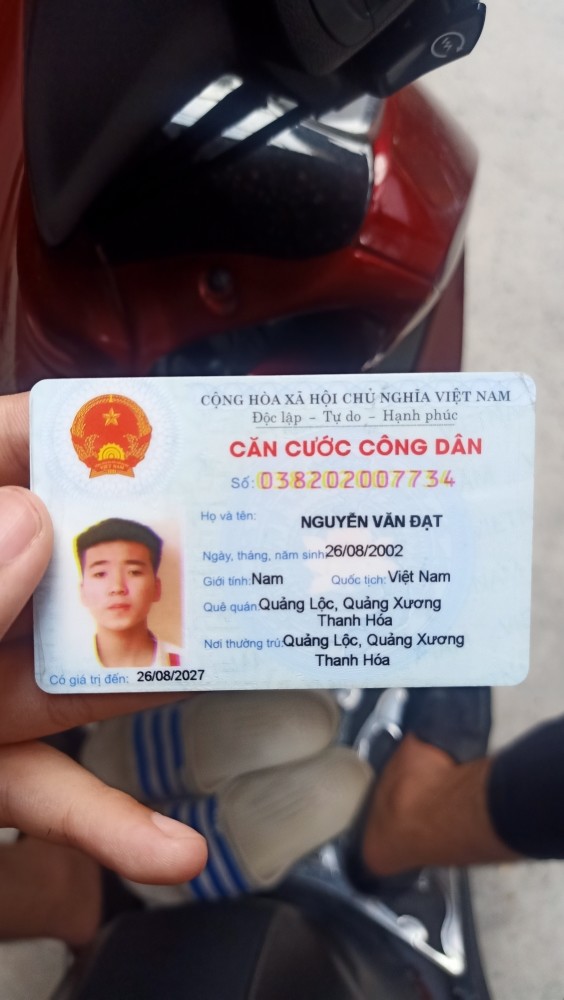 CỘNG HÒA XÃ HỘI CHỦ NGHĨA VIỆT NAM
Độc lập - Tự do - Hạnh phúc
CĂN CƯỚC CÔNG DÂN
Số: 038202007734
Họ và tên: NGUYỄN VĂN ĐẠT
Ngày, tháng, năm sinh: 26/08/2002
Giới tính: Nam Quốc tịch: Việt Nam
Quê quán: Quảng Lộc, Quảng Xương
Thanh Hóa
Nơi thường trú: Quảng Lộc, Quảng Xương
Thanh Hóa
Có giá trị đến: 26/08/2027